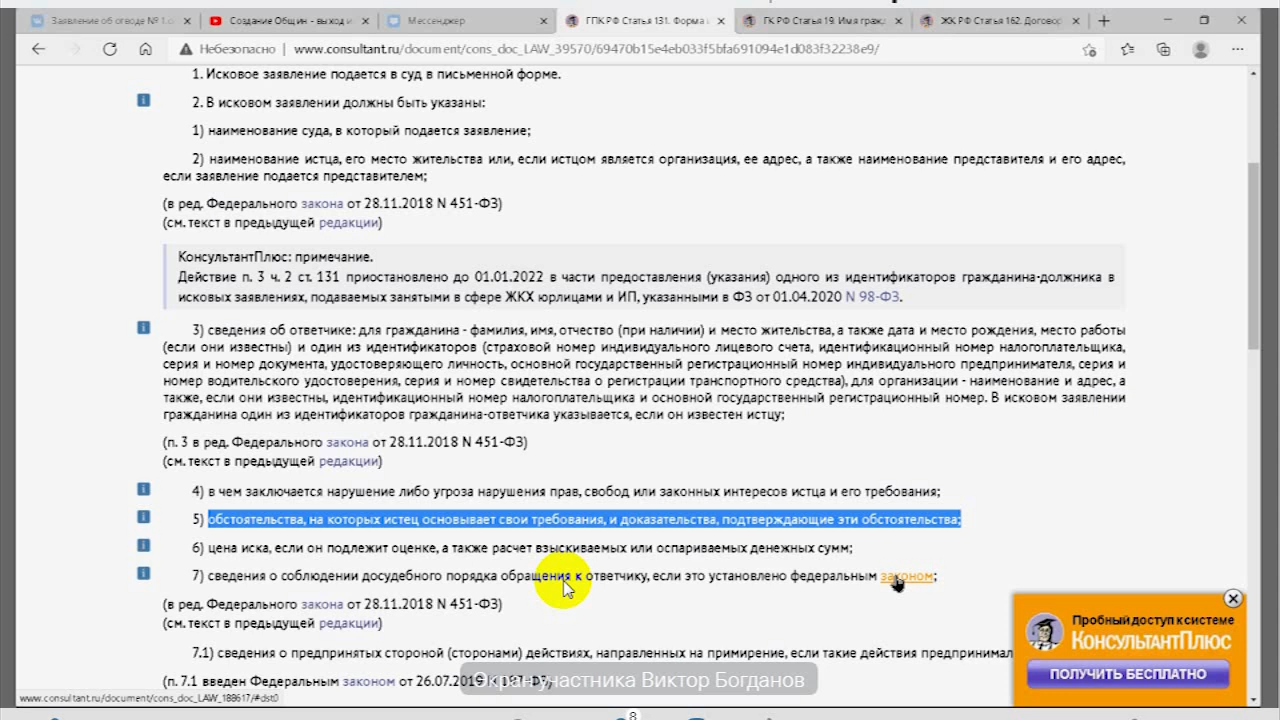 Заявление об отводе № 1.о
Создание Общин - выход и
Мессенджер
ГПК РФ Статья 131. Форма и
ГК РФ Статья 19. Имя гражд
ЖК РФ Статья 162. Договор
Небезопасно | www.consultant.ru/document/cons_doc_LAW_39570/69470b15e4eb033f5bfa691094e1d083f32238e9/
1. Исковое заявление подается в суд в письменной форме.
2. В исковом заявлении должны быть указаны:
1) наименование суда, в который подается заявление;
2) наименование истца, его место жительства или, если истцом является организация, ее адрес, а также наименование представителя и его адрес,
если заявление подается представителем;
(в ред. Федерального закона от 28.11.2018 N 451-ФЗ)
(см. текст в предыдущей редакции)
КонсультантПлюс: примечание.
Действие п. 3 ч. 2 ст. 131 приостановлено до 01.01.2022 в части предоставления (указания) одного из идентификаторов гражданина-должника в
исковых заявлениях, подаваемых занятыми в сфере ЖКХ юрлицами и ИП, указанными в ФЗ от 01.04.2020 N 98-ФЗ.
3) сведения об ответчике: для гражданина - фамилия, имя, отчество (при наличии) и место жительства, а также дата и место рождения, место работы
(если они известны) и один из идентификаторов (страховой номер индивидуального лицевого счета, идентификационный номер налогоплательщика,
серия и номер документа, удостоверяющего личность, основной государственный регистрационный номер индивидуального предпринимателя, серия и
номер водительского удостоверения, серия и номер свидетельства о регистрации транспортного средства), для организации - наименование и адрес, а
также, если они известны, идентификационный номер налогоплательщика и основной государственный регистрационный номер. В исковом заявлении
гражданина один из идентификаторов гражданина-ответчика указывается, если он известен истцу;
(п. 3 в ред. Федерального закона от 28.11.2018 N 451-ФЗ)
(см. текст в предыдущей редакции)
4) в чем заключается нарушение либо угроза нарушения прав, свобод или законных интересов истца и его требования;
5) обстоятельства, на которых истец основывает свои требования, и доказательства, подтверждающие эти обстоятельства;
6) цена иска, если он подлежит оценке, а также расчет взыскиваемых или оспариваемых денежных сумм;
7) сведения о соблюдении досудебного порядка обращения к ответчику, если это установлено федеральным законом;
(в ред. Федерального закона от 28.11.2018 N 451-ФЗ)
(см. текст в предыдущей редакции)
7.1) сведения о предпринятых стороной (сторонами) действиях, направленных на примирение, если такие действия предпринимал
(п. 7.1 введен Федеральным законом от 26.07.2019 N 197-ФЗ)
Пробный доступ к системе
КонсультантПлюс
ПОЛУЧИТЬ БЕСПЛАТНО
Экран участника Виктор Богданов
www.consultant.ru/document/cons_doc_LAW_188617/#dst0
8